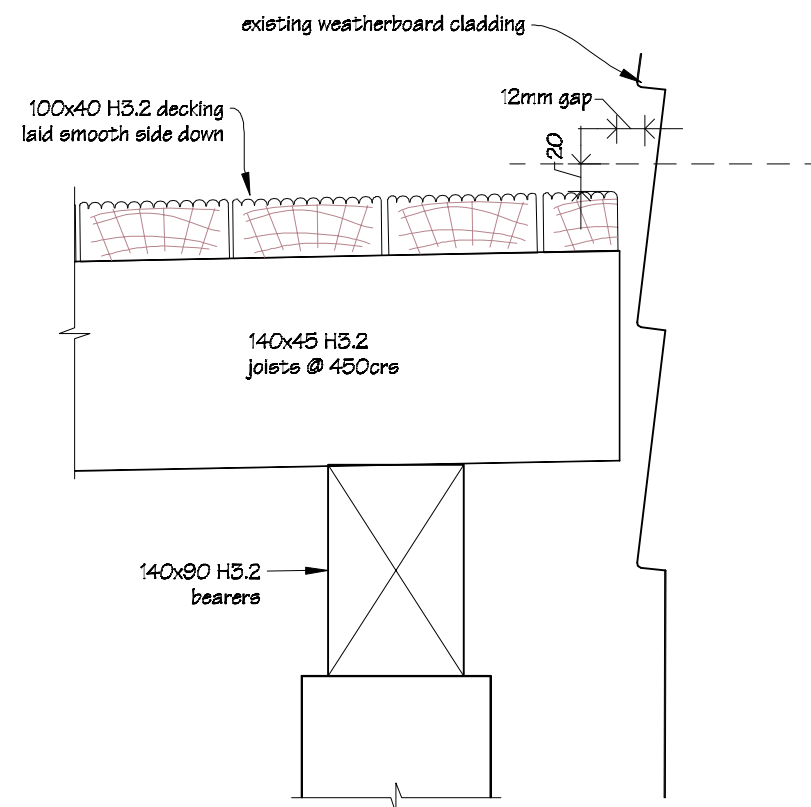 existing weatherboard cladding
100x40 H3.2 decking
laid smooth side down
12mm gap
20
140x45 H3.2
joists @ 450crs
140x90 H3.2
bearers